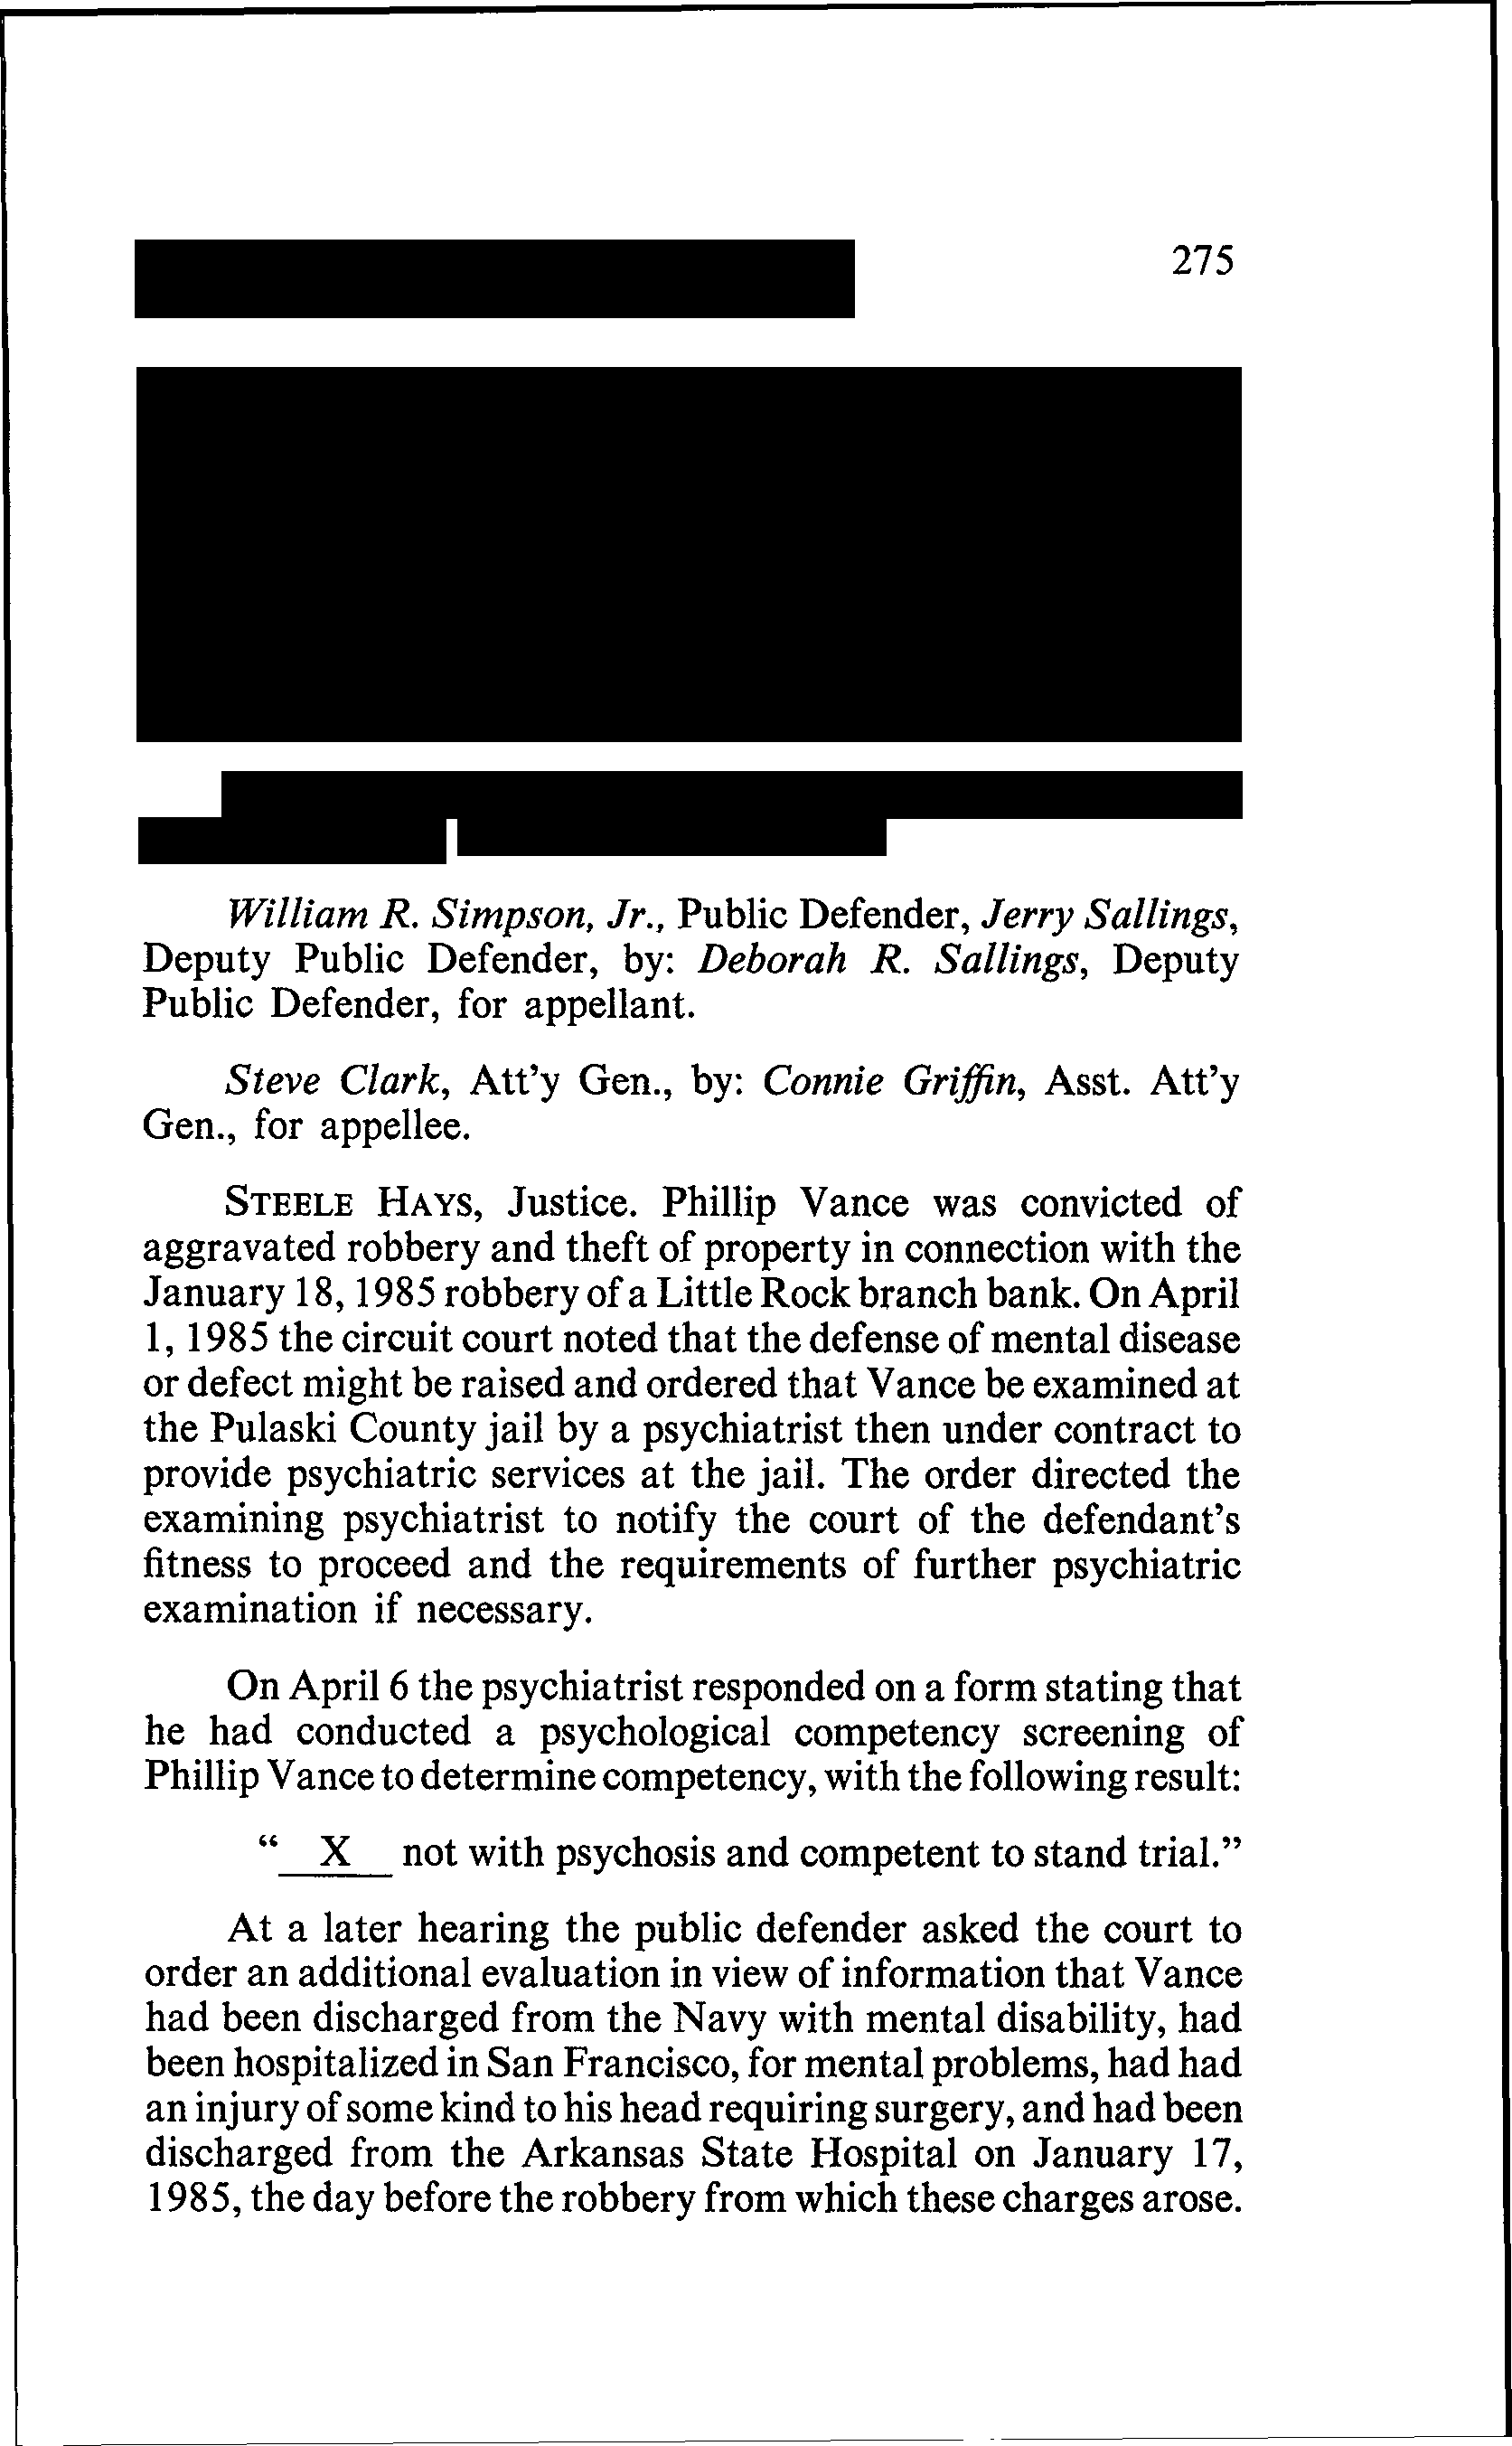 275
William R. Simpson, Jr., Public Defender, Jerry Sallings,
Deputy Public Defender, by: Deborah R. Sallings, Deputy
Public Defender, for appellant.
Steve Clark, Att'y Gen., by: Connie Griffin, Asst. Att'y
Gen., for appellee.
STEELE HAYS, Justice. Phillip Vance was convicted of
aggravated robbery and theft of property in connection with the
January 18, 1985 robbery of a Little Rock branch bank. On April
1, 1985 the circuit court noted that the defense of mental disease
or defect might be raised and ordered that Vance be examined at
the Pulaski County jail by a psychiatrist then under contract to
provide psychiatric services at the jail. The order directed the
examining psychiatrist to notify the court of the defendant's
fitness to proceed and the requirements of further psychiatric
examination if necessary.
On April 6 the psychiatrist responded on a form stating that
he had conducted a psychological competency screening of
Phillip Vance to determine competency, with the following result:
“__X__ not with psychosis and competent to stand trial.”
At a later hearing the public defender asked the court to
order an additional evaluation in view of information that Vance
had been discharged from the Navy with mental disability, had
been hospitalized in San Francisco, for mental problems, had had
an injury of some kind to his head requiring surgery, and had been
discharged from the Arkansas State Hospital on January 17,
1985, the day before the robbery from which these charges arose.